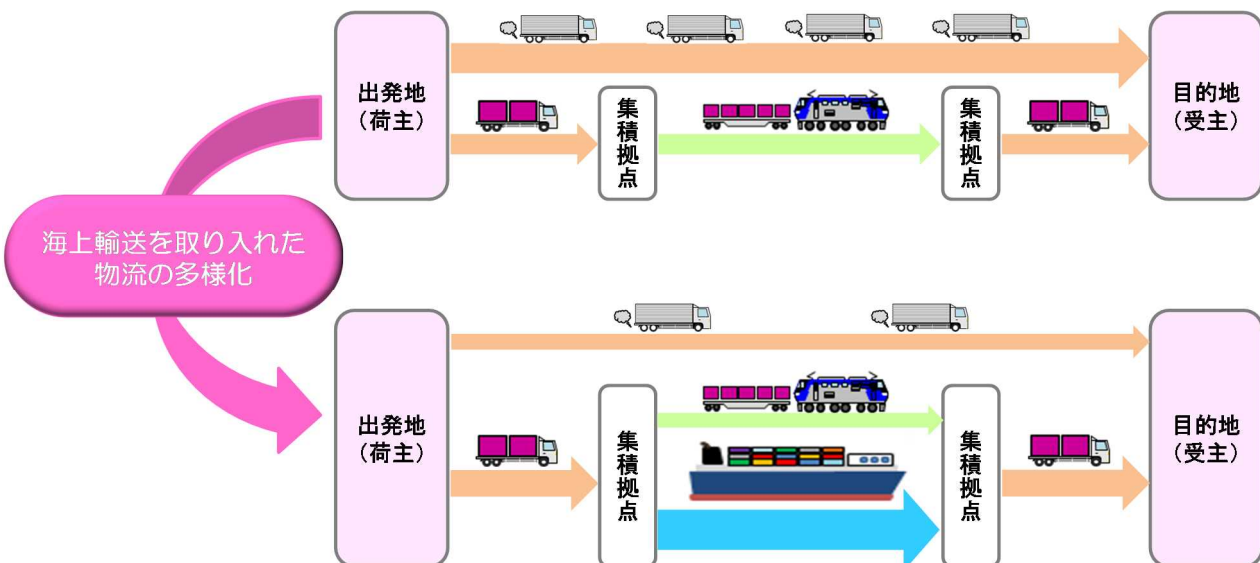 出発地
(荷主)
集積拠点
集積拠点
目的地
(受主)
海上輸送を取り入れた
物流の多様化
出発地
(荷主)
集積拠点
集積拠点
目的地
(受主)